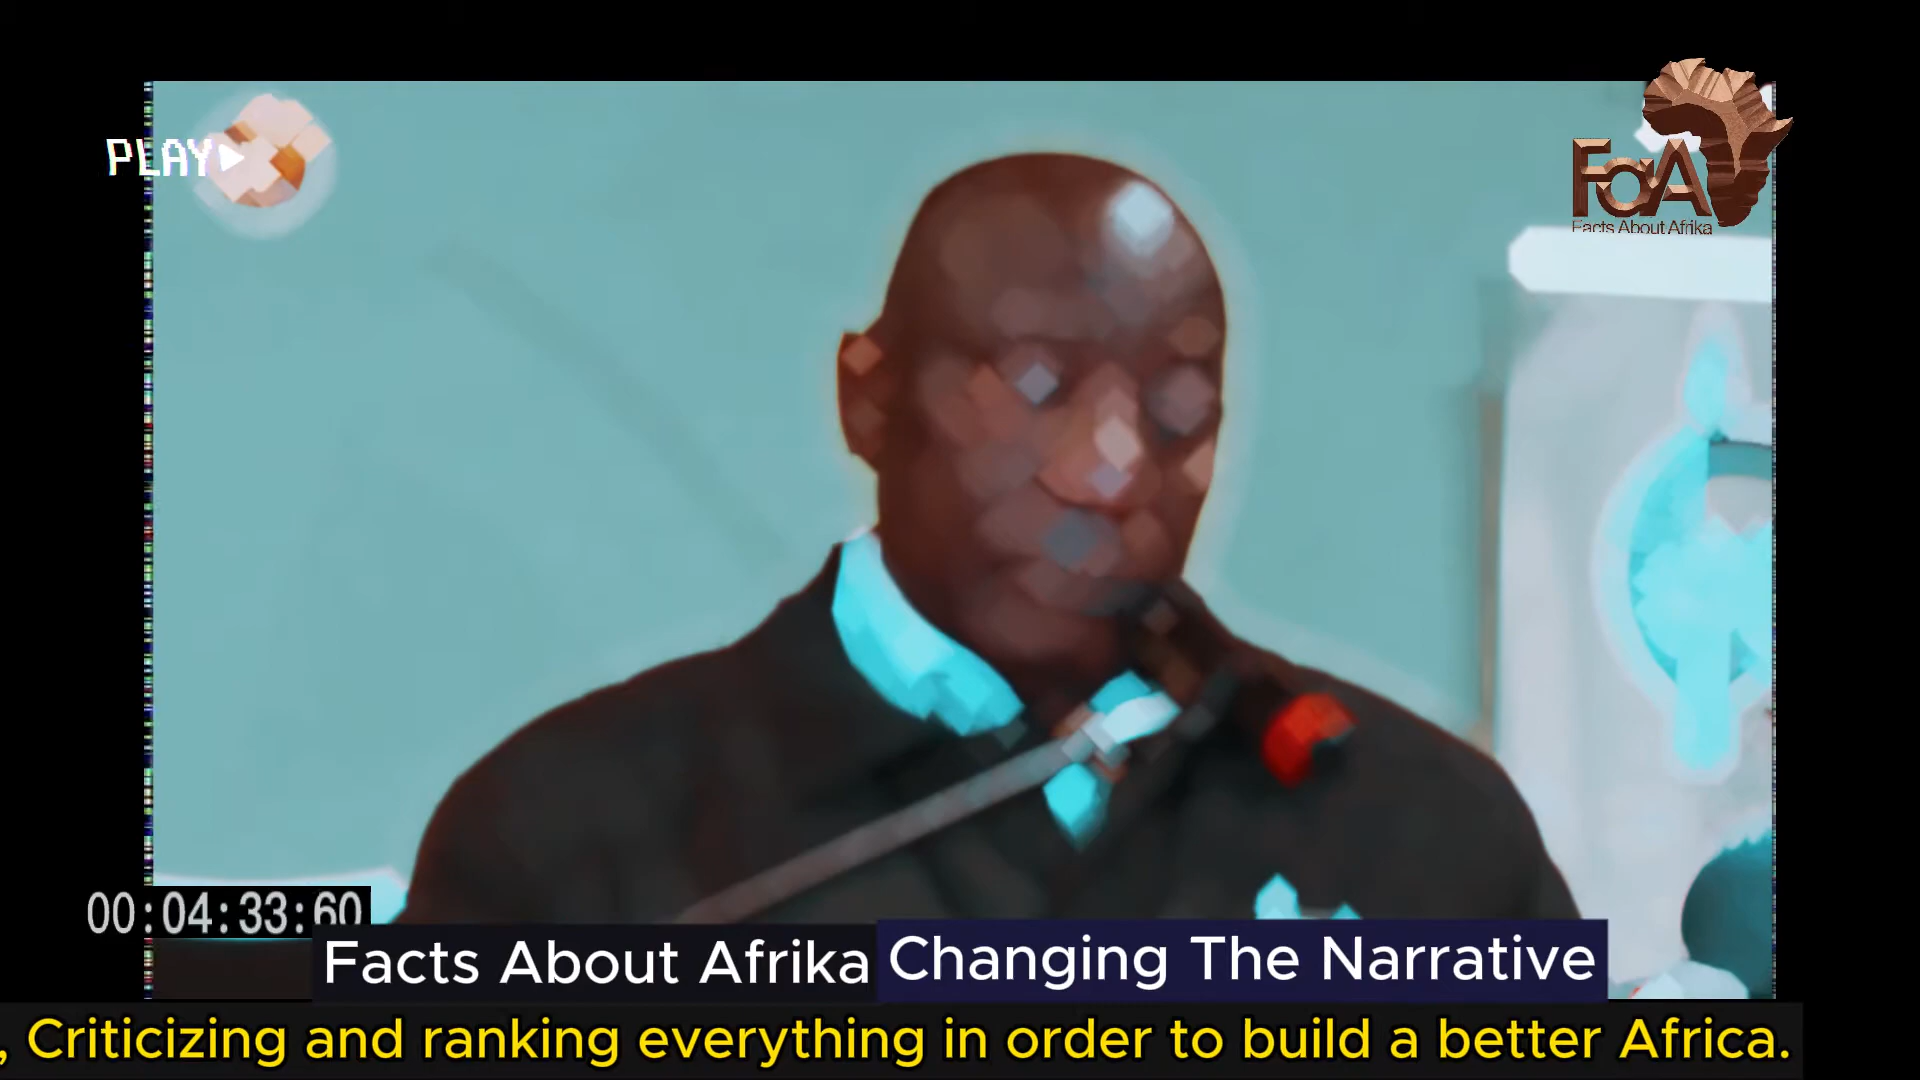 PLAY
FaA
Facts About Afrika
00:04:33:60
Facts About Afrika
Changing The Narrative
, Criticizing and ranking everything in order to build a better Africa.